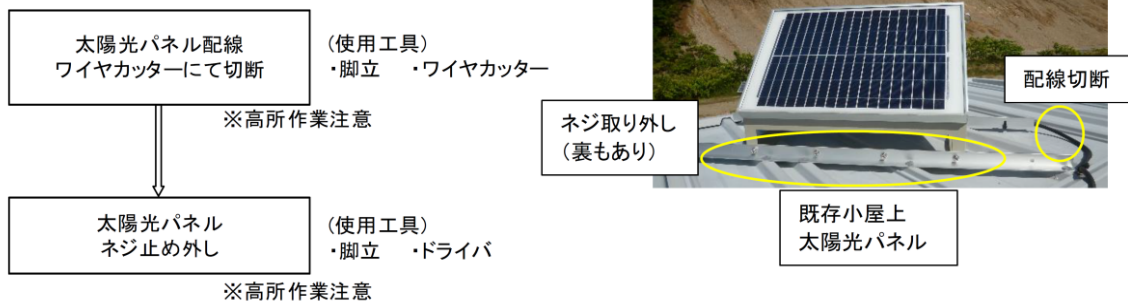 太陽光パネル配線
ワイヤカッターにて切断
(使用工具)
・脚立 ・ワイヤカッター
※高所作業注意
太陽光パネル
ネジ止め外し
(使用工具)
・脚立 ・ドライバ
※高所作業注意
ネジ取り外し
(裏もあり)
配線切断
既存小屋上
太陽光パネル